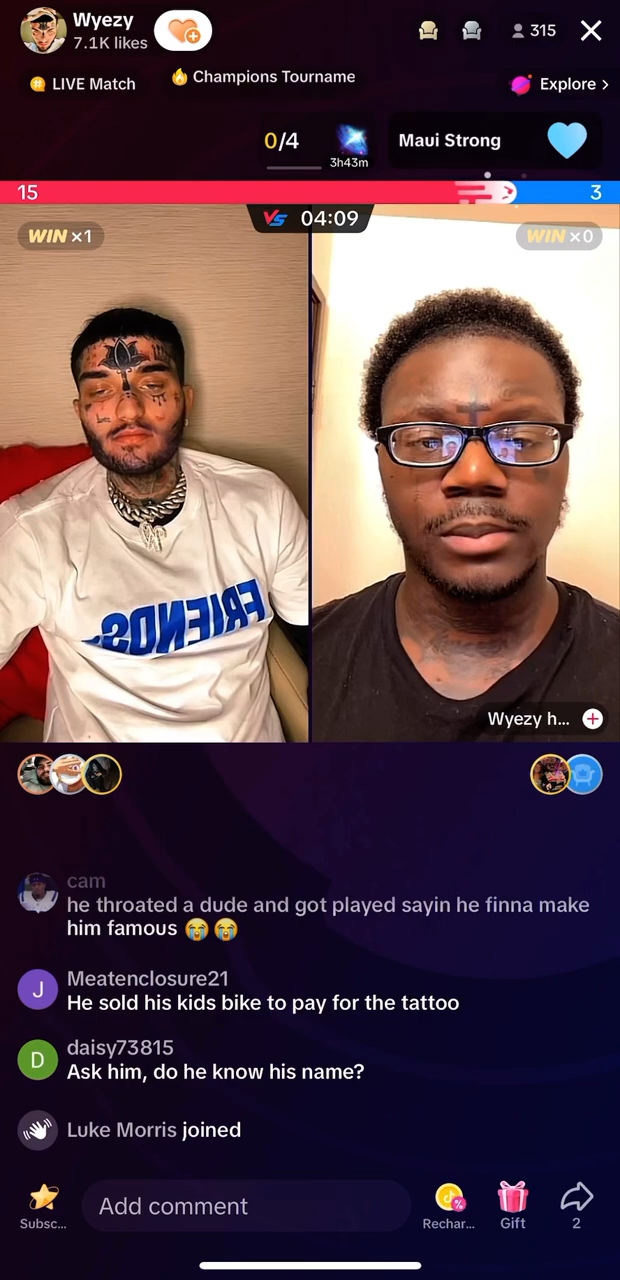 Wyezy
7.1K likes
315
LIVE Match
Champions Tourname
Explore >
0/4
3h43m
Maui Strong
15
3
VS 04:09
WIN ×1
WIN ×0
FRIENDS
Wyezy h...
cam
he throated a dude and got played sayin he finna make
him famous 😭 😭
J
Meatenclosure21
He sold his kids bike to pay for the tattoo
D
daisy73815
Ask him, do he know his name?
Luke Morris joined
Add comment
Subsc...
Rechar...
Gift
2